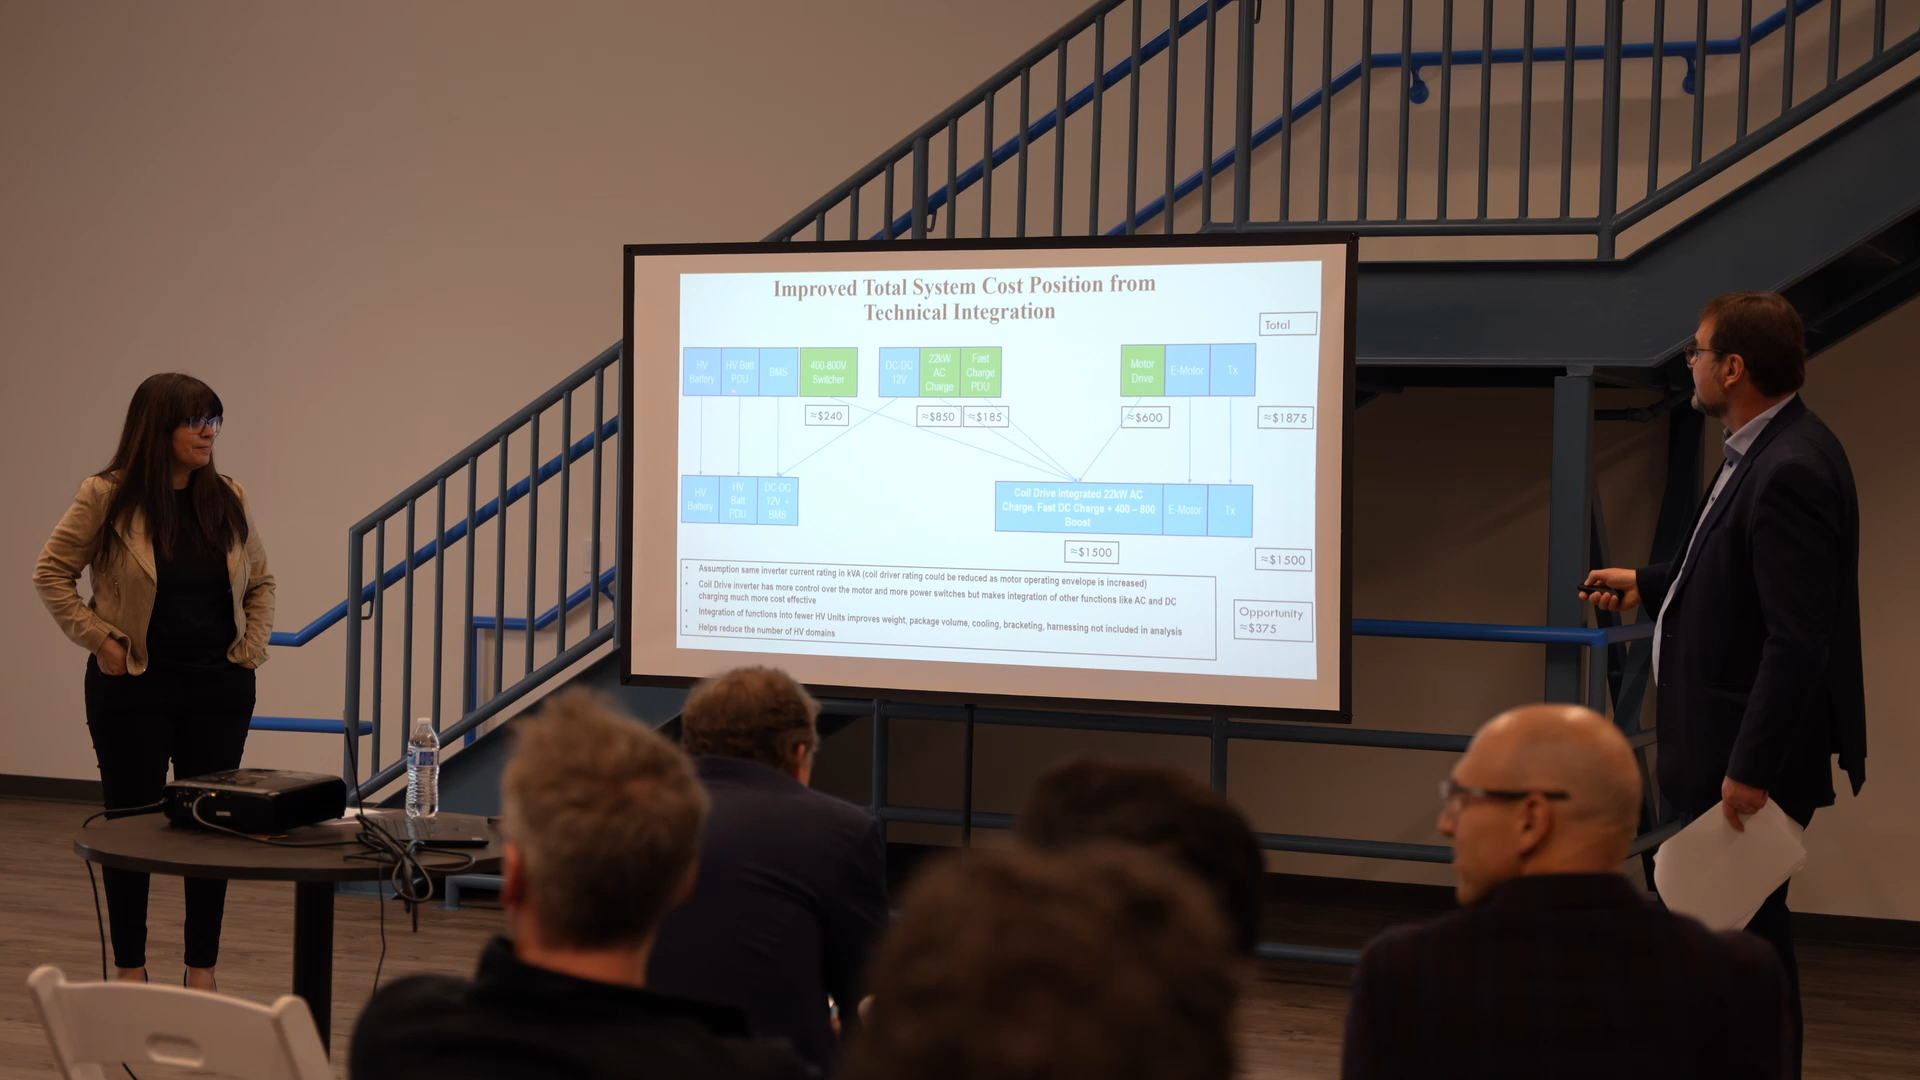 Improved Total System Cost Position from
Technical Integration
Total
HV
Battery
HV Batt
PDU
BMS
400-800V
Switcher
DC-DC
12V
22kW
AC
Charge
Fast
Charge
PDU
Motor
Drive
E-Motor
Tx
≈$240
≈$850
≈$185
≈$600
≈$1875
HV
Battery
HV
Batt
PDU
DC-DC
12V +
BMS
Coil Drive Integrated 22kW AC
Charge, Fast DC Charge + 400 – 800
Boost
E-Motor
Tx
≈$1500
≈$1500
• Assumption same inverter current rating in kVA (coil driver rating could be reduced as motor operating envelope is increased)
• Coil Drive inverter has more control over the motor and more power switches but makes integration of other functions like AC and DC
charging much more cost effective
• Integration of functions into fewer HV Units improves weight, package volume, cooling, bracketing, harnessing not included in analysis
• Helps reduce the number of HV domains
Opportunity
≈$375